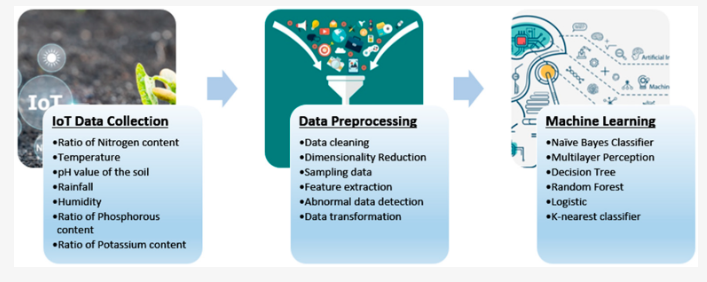 IoT
IoT Data Collection
•Ratio of Nitrogen content
•Temperature
•pH value of the soil
•Rainfall
•Humidity
•Ratio of Phosphorous
content
•Ratio of Potassium content
Data Preprocessing
•Data cleaning
•Dimensionality Reduction
•Sampling data
•Feature extraction
•Abnormal data detection
•Data transformation
Artificial In
Machin
Machine Learning
•Naïve Bayes Classifier
•Multilayer Perception
•Decision Tree
•Random Forest
•Logistic
•K-nearest classifier